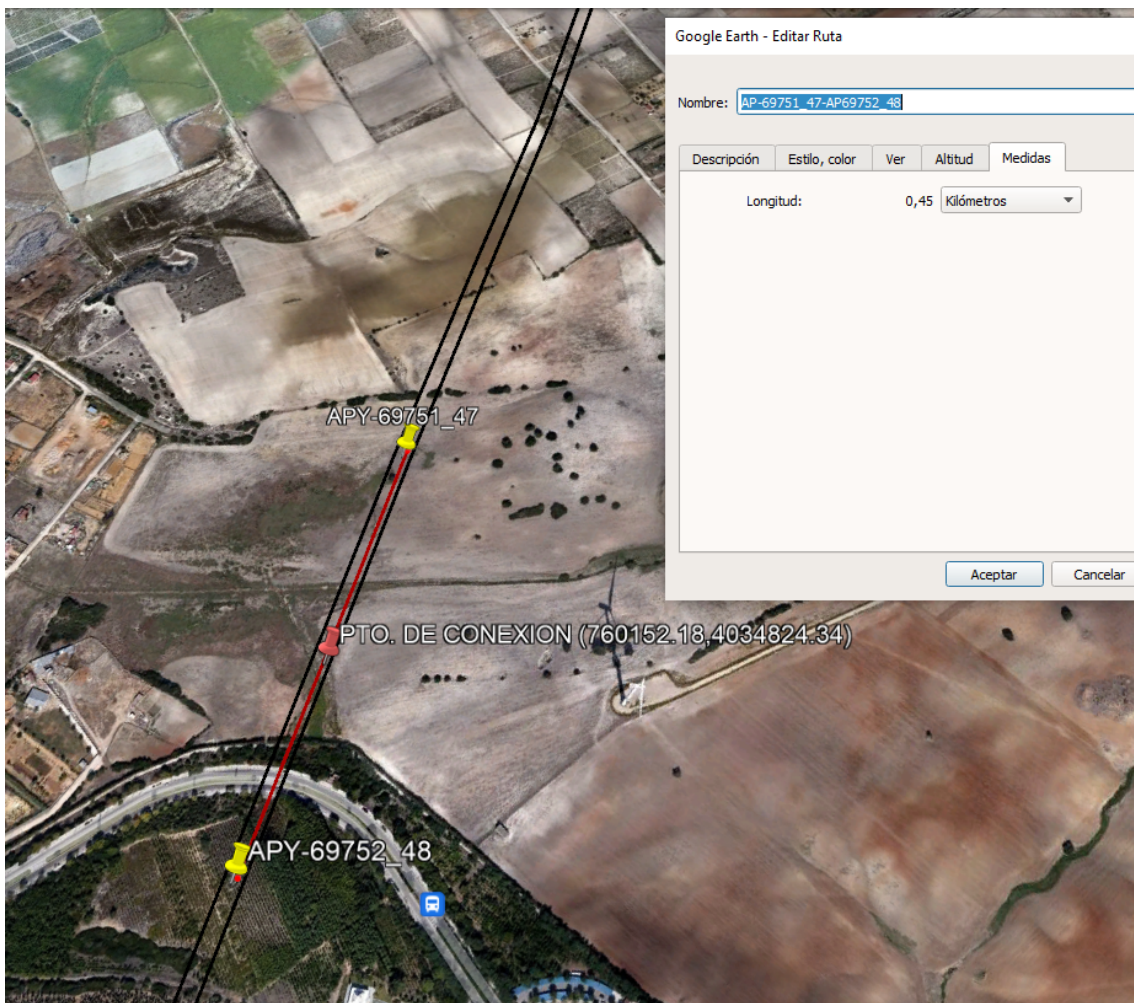 Google Earth - Editar Ruta
Nombre: AP-69751_47-AP69752_48
Descripción Estilo, color Ver Altitud Medidas
Longitud: 0,45 Kilómetros
Aceptar Cancelar
APY-69751_47
PTO. DE CONEXION (760152.18,4034824.34)
APY-69752_48